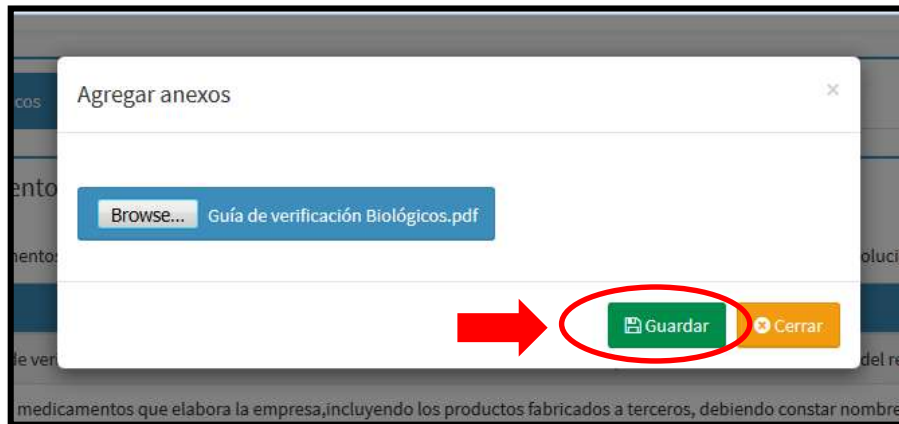 cos
Agregar anexos
×
ento
Browse... Guía de verificación Biológicos.pdf
mentos
oluci
Guardar
Cerrar
de ver
del re
medicamentos que elabora la empresa,incluyendo los productos fabricados a terceros, debiendo constar nombre